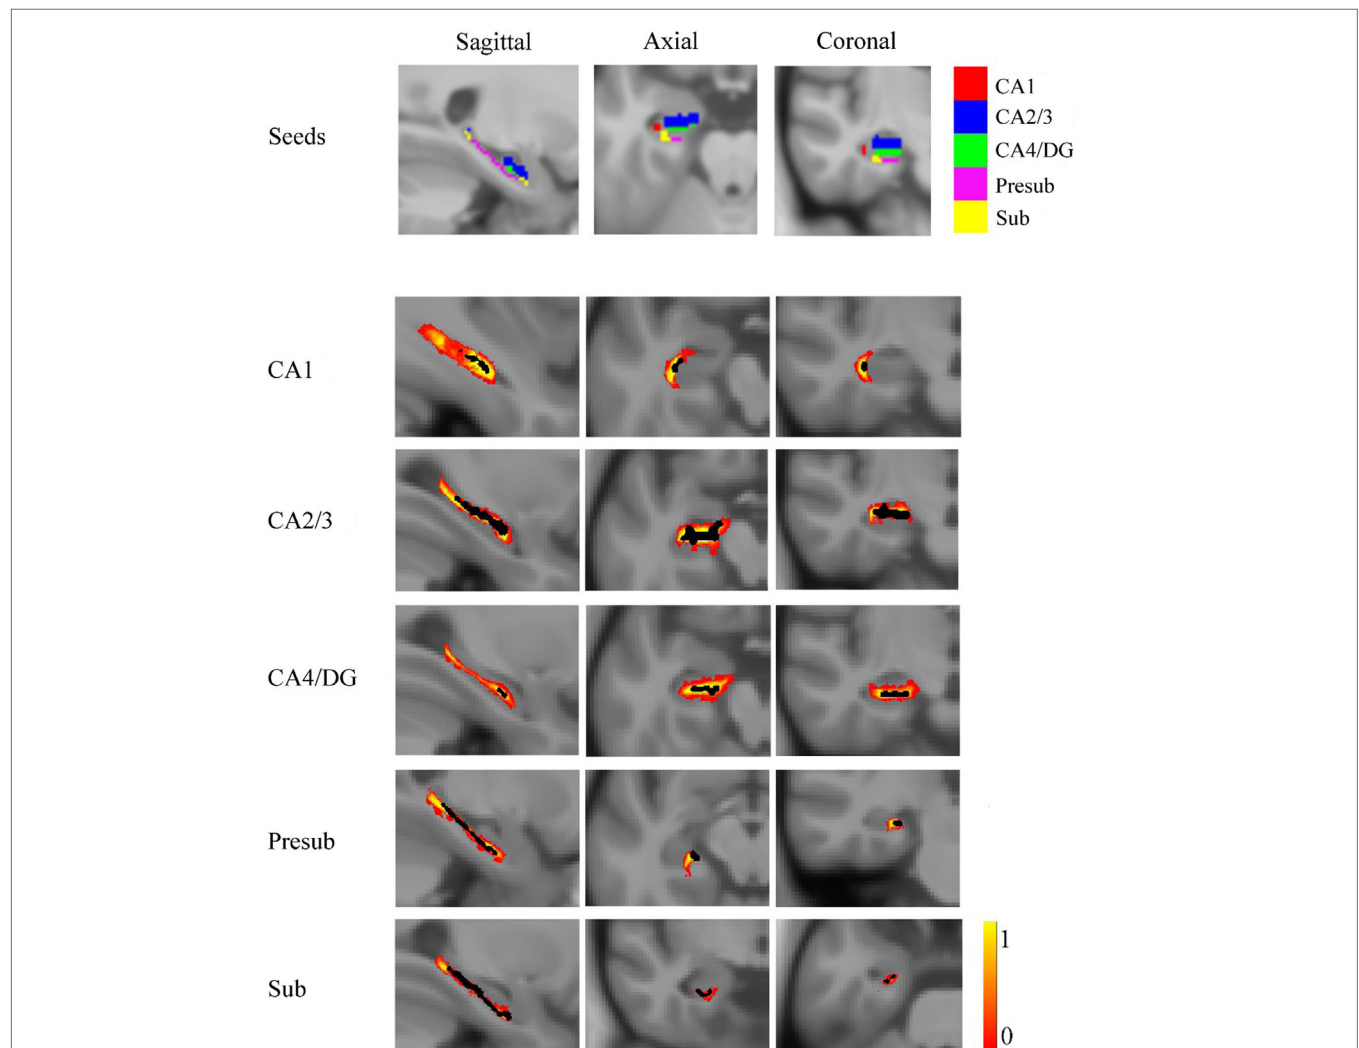 Sagittal Axial Coronal
Seeds
CA1
CA2/3
CA4/DG
Presub
Sub
CA1
CA2/3
CA4/DG
Presub
Sub
1
0